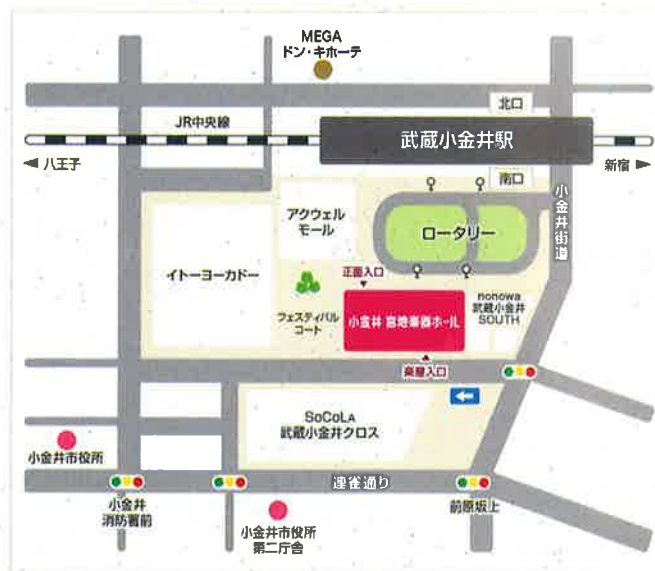 MEGA
ドン・キホーテ
北口
JR中央線
武蔵小金井駅
八王子
新宿
南口
小金井街道
アクウェル
モール
ロータリー
イトーヨーカドー
正面入口
nonowa
武蔵小金井
SOUTH
フェスティバル
コート
小金井 宮地楽器ホール
楽屋入口
SoCoLA
武蔵小金井クロス
小金井市役所
連雀通り
小金井
消防署前
前原坂上
小金井市役所
第二庁舎